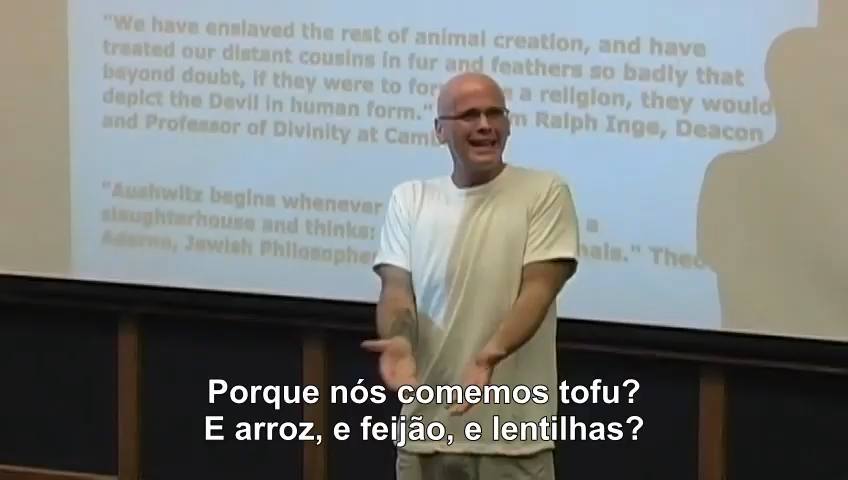 "We have enslaved the rest of animal creation, and have
treated our distant cousins in fur and feathers so badly that
beyond doubt, if they were to for e a religion, they would
depict the Devil in human form." m Ralph Inge, Deacon
and Professor of Divinity at Cam
"Aushwitz begins whenever
slaughterhouse and thinks: a
Adorno, Jewish Philosophe als." Theo
Porque nós comemos tofu?
E arroz, e feijão, e lentilhas?